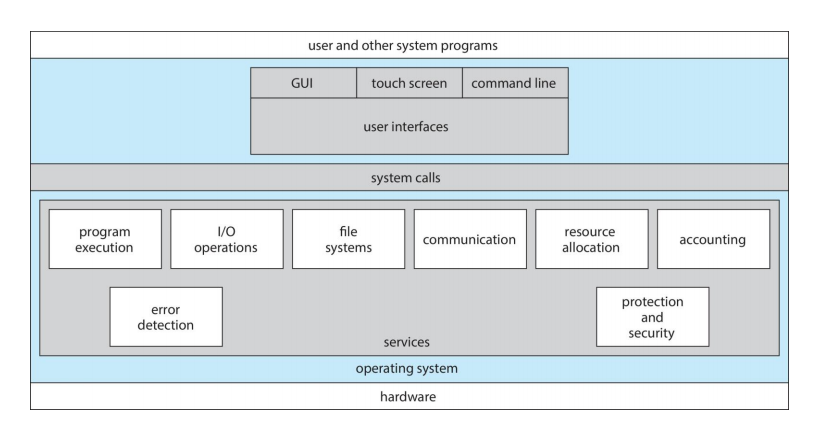 user and other system programs
GUI
touch screen
command line
user interfaces
system calls
program
execution
I/O
operations
file
systems
communication
resource
allocation
accounting
error
detection
protection
and
security
services
operating system
hardware